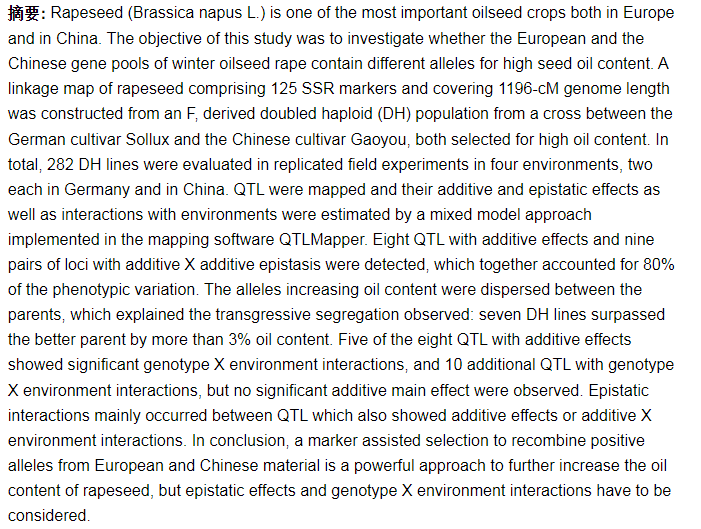 摘要: Rapeseed (Brassica napus L.) is one of the most important oilseed crops both in Europe
and in China. The objective of this study was to investigate whether the European and the
Chinese gene pools of winter oilseed rape contain different alleles for high seed oil content. A
linkage map of rapeseed comprising 125 SSR markers and covering 1196-cM genome length
was constructed from an F, derived doubled haploid (DH) population from a cross between the
German cultivar Sollux and the Chinese cultivar Gaoyou, both selected for high oil content. In
total, 282 DH lines were evaluated in replicated field experiments in four environments, two
each in Germany and in China. QTL were mapped and their additive and epistatic effects as
well as interactions with environments were estimated by a mixed model approach
implemented in the mapping software QTLMapper. Eight QTL with additive effects and nine
pairs of loci with additive X additive epistasis were detected, which together accounted for 80%
of the phenotypic variation. The alleles increasing oil content were dispersed between the
parents, which explained the transgressive segregation observed: seven DH lines surpassed
the better parent by more than 3% oil content. Five of the eight QTL with additive effects
showed significant genotype X environment interactions, and 10 additional QTL with genotype
X environment interactions, but no significant additive main effect were observed. Epistatic
interactions mainly occurred between QTL which also showed additive effects or additive X
environment interactions. In conclusion, a marker assisted selection to recombine positive
alleles from European and Chinese material is a powerful approach to further increase the oil
content of rapeseed, but epistatic effects and genotype X environment interactions have to be
considered.